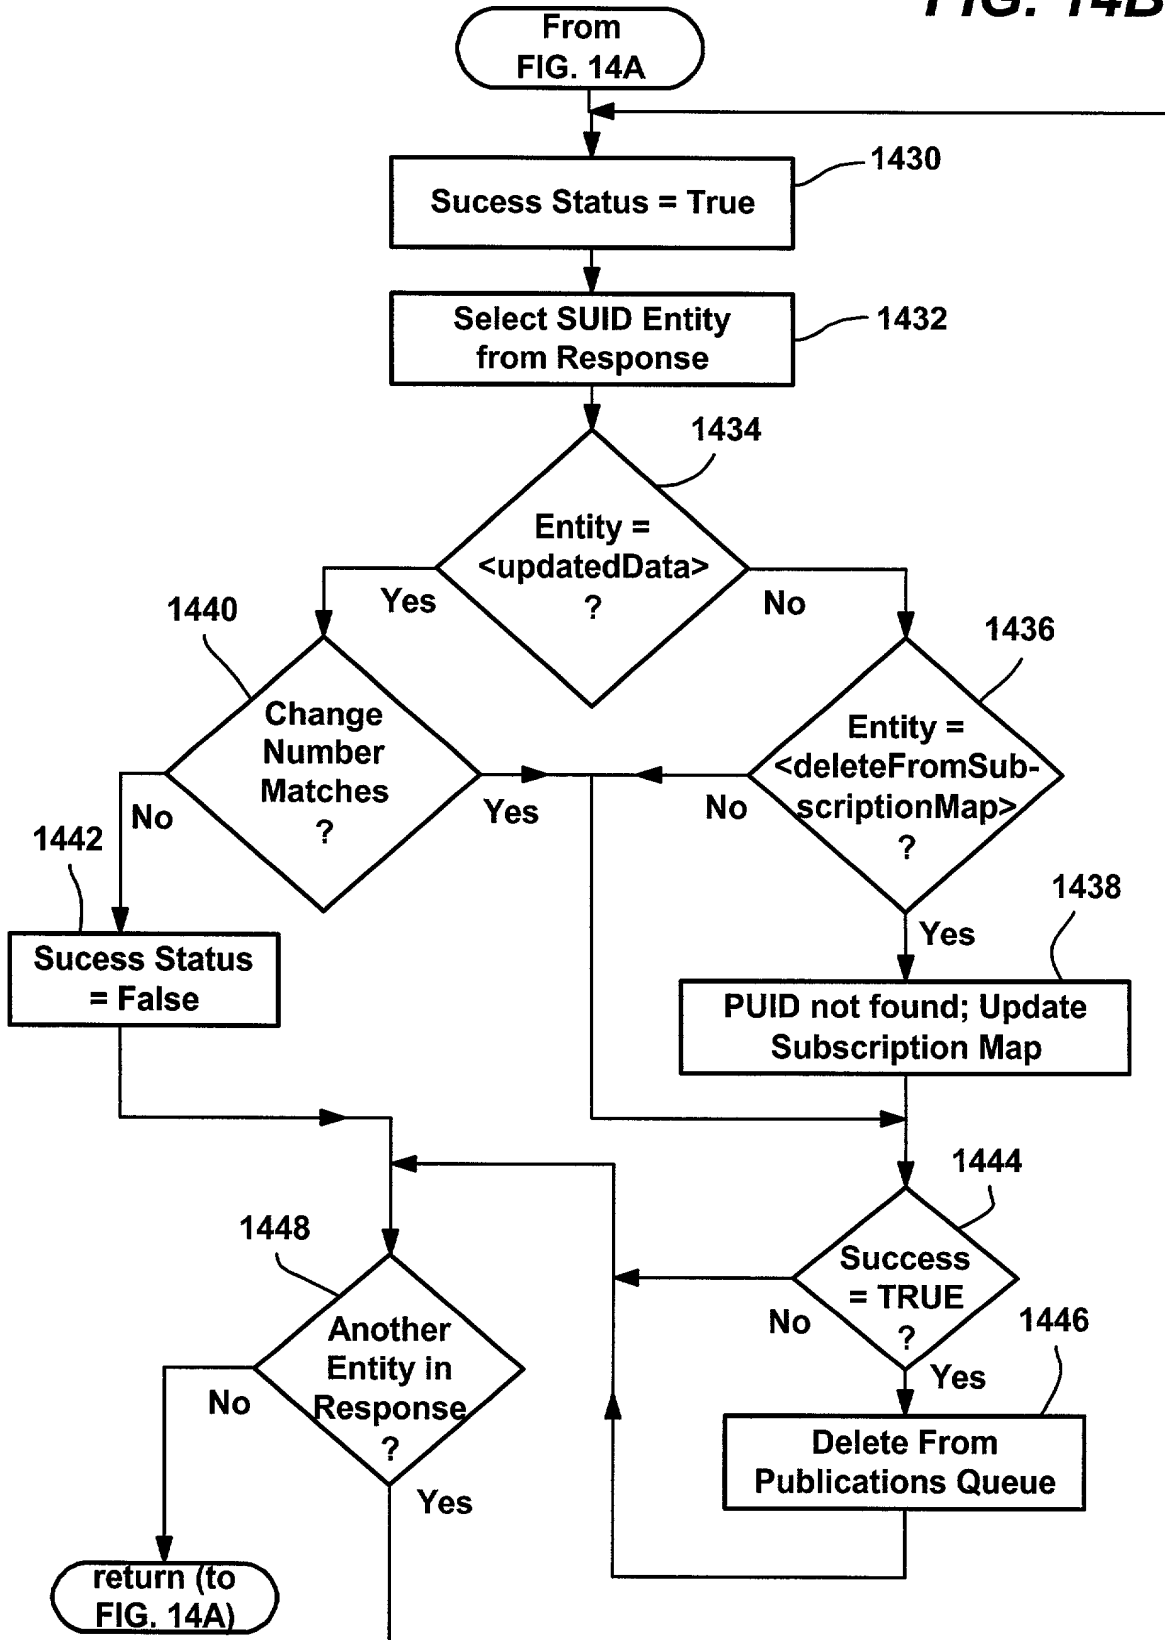 FIG. 14B
From
FIG. 14A
1430
Sucess Status = True
1432
Select SUID Entity
from Response
1434
Entity =
<updatedData>
?
Yes
No
1440
Change
Number
Matches
?
No
Yes
1436
Entity =
<deleteFromSub-
scriptionMap>
?
No
Yes
1442
Sucess Status
= False
1438
PUID not found; Update
Subscription Map
1444
Success
= TRUE
?
No
Yes
1446
Delete From
Publications Queue
1448
Another
Entity in
Response
?
No
Yes
return (to
FIG. 14A)